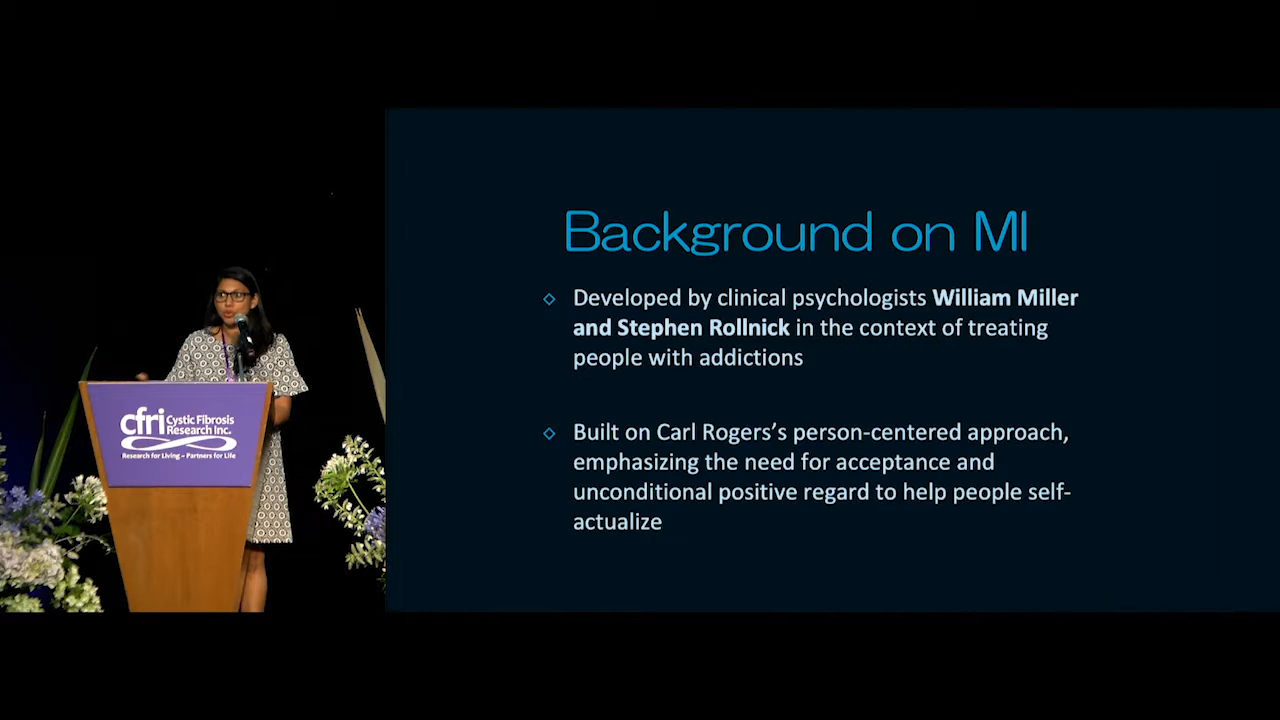 cfri Cystic Fibrosis
Research Inc.
Research for Living – Partners for Life
Background on MI
◇ Developed by clinical psychologists William Miller
and Stephen Rollnick in the context of treating
people with addictions
◇ Built on Carl Rogers’s person-centered approach,
emphasizing the need for acceptance and
unconditional positive regard to help people self-
actualize